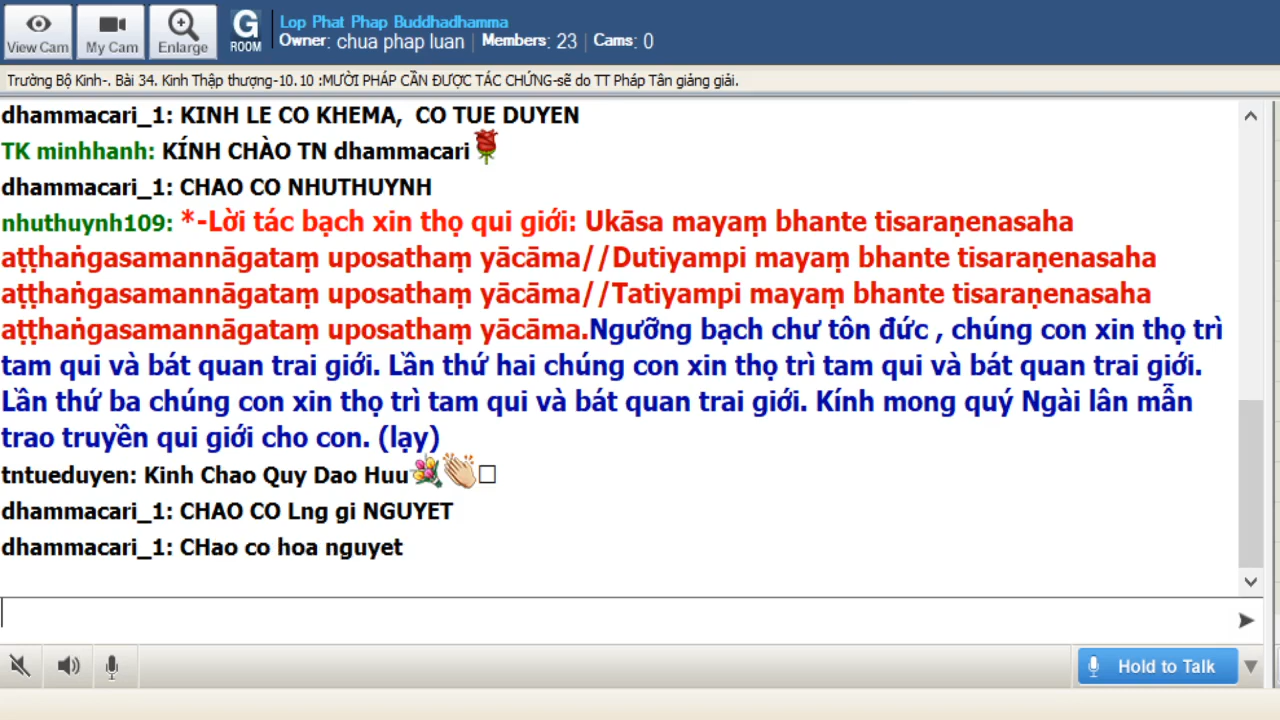 View Cam
My Cam
Enlarge
G
ROOM
Lop Phat Phap Buddhadhamma
Owner: chua phap luan | Members: 23 | Cams: 0
Trường Bộ Kinh-. Bài 34. Kinh Thập thượng-10. 10 :MƯỜI PHÁP CẦN ĐƯỢC TÁC CHỨNG-sẽ do TT Pháp Tân giảng giải.
dhammacari_1: KINH LE CO KHEMA, CO TUE DUYEN
TK minhhanh: KÍNH CHÀO TN dhammacari
dhammacari_1: CHAO CO NHUTHUYNH
nhuthuynh109: *-Lời tác bạch xin thọ qui giới: Ukāsa mayaṃ bhante tisaraṇenasaha
aṭṭhaṅgasamannāgataṃ uposathaṃ yācāma//Dutiyampi mayaṃ bhante tisaraṇenasaha
aṭṭhaṅgasamannāgataṃ uposathaṃ yācāma//Tatiyampi mayaṃ bhante tisaraṇenasaha
aṭṭhaṅgasamannāgataṃ uposathaṃ yācāma.Ngưỡng bạch chư tôn đức , chúng con xin thọ trì
tam qui và bát quan trai giới. Lần thứ hai chúng con xin thọ trì tam qui và bát quan trai giới.
Lần thứ ba chúng con xin thọ trì tam qui và bát quan trai giới. Kính mong quý Ngài lân mẫn
trao truyền qui giới cho con. (lạy)
tntueduyen: Kinh Chao Quy Dao Huu
dhammacari_1: CHAO CO Lng gi NGUYET
dhammacari_1: CHao co hoa nguyet
Hold to Talk